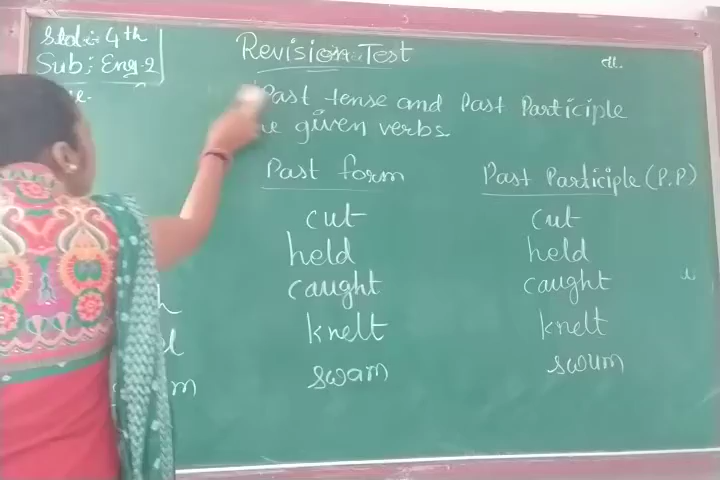 Std :- 4th
Sub : Eng-2
Revision Test
dt.
Past tense and Past Participle
given verbs.
Past form Past Participle (P.P)
cut cut
held held
caught caught
knelt knelt
swam swum